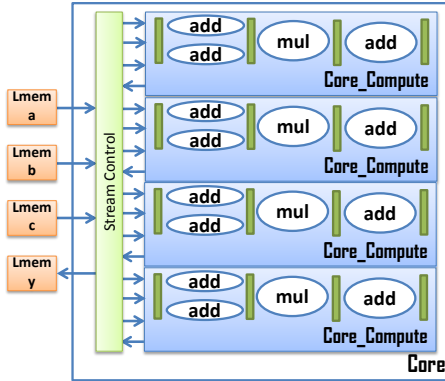 add
add
mul
add
Core_Compute
add
add
mul
add
Core_Compute
add
add
mul
add
Core_Compute
add
add
mul
add
Core_Compute
Lmem
a
Lmem
b
Lmem
c
Lmem
y
Stream Control
Core